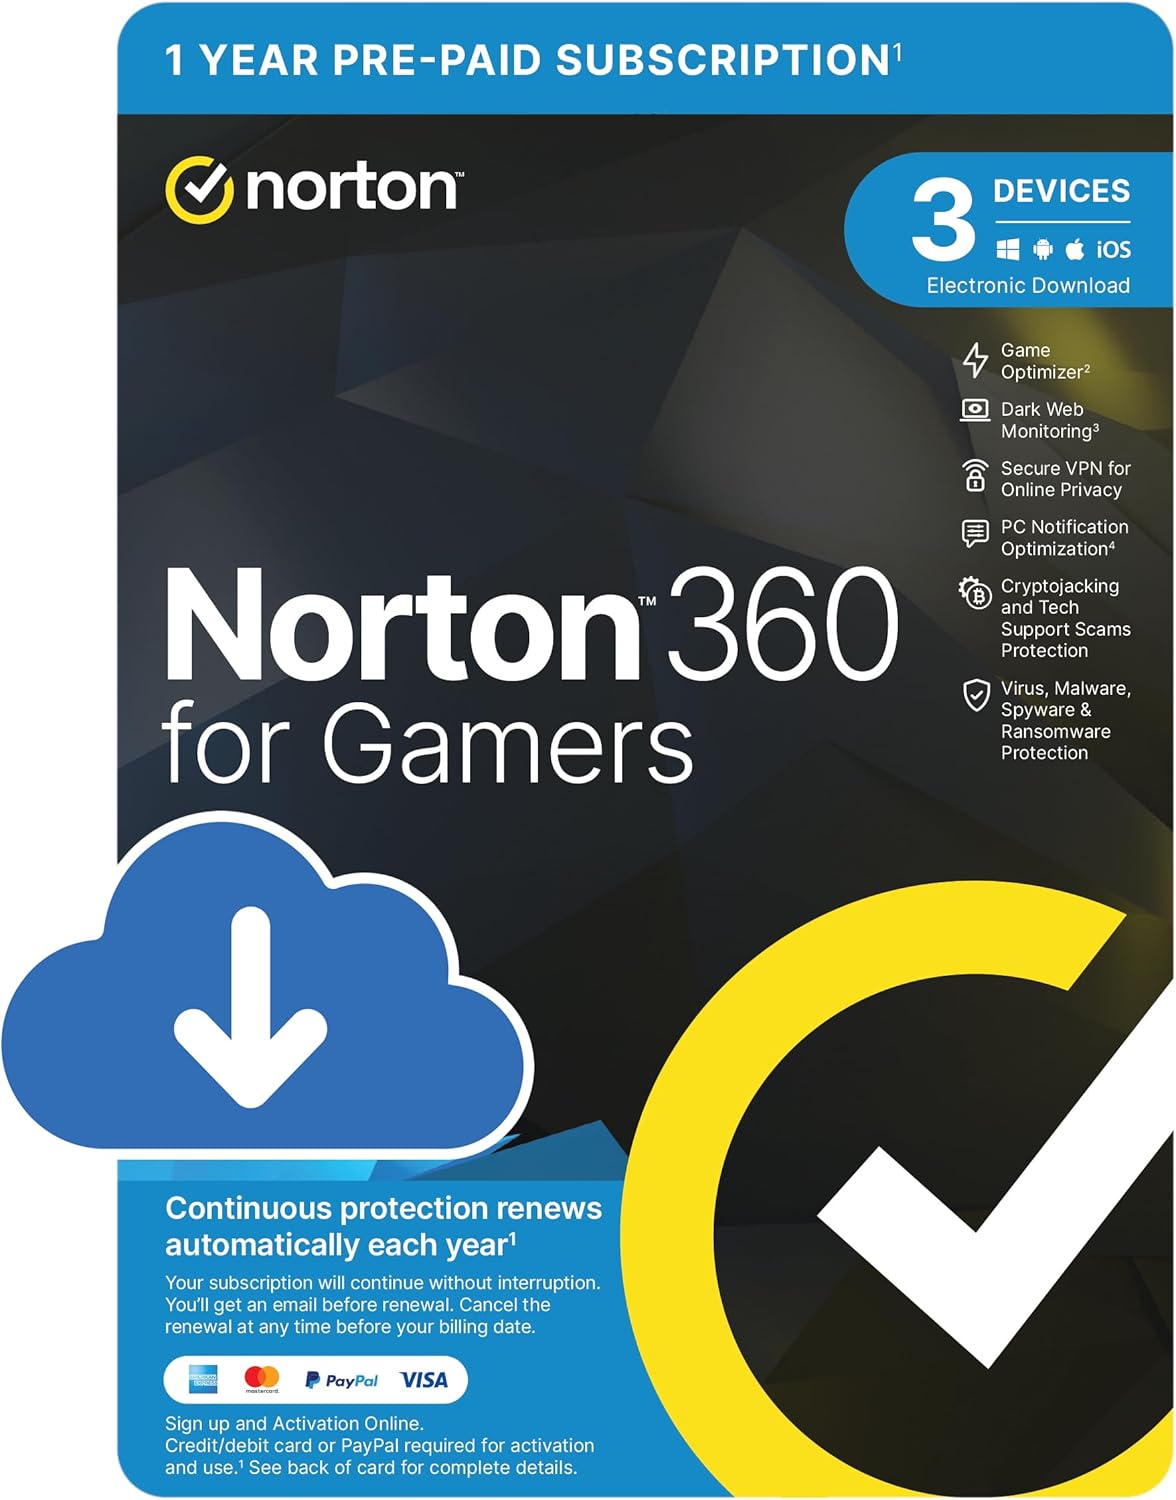 1 YEAR PRE-PAID SUBSCRIPTION¹
norton™
3
DEVICES
iOS
Electronic Download
Game
Optimizer²
Dark Web
Monitoring³
Secure VPN for
Online Privacy
PC Notification
Optimization⁴
Cryptojacking
and Tech
Support Scams
Protection
Virus, Malware,
Spyware &
Ransomware
Protection
Norton™ 360
for Gamers
Continuous protection renews
automatically each year¹
Your subscription will continue without interruption.
You'll get an email before renewal. Cancel the
renewal at any time before your billing date.
AMERICAN
EXPRESS
mastercard.
PayPal
VISA
Sign up and Activation Online.
Credit/debit card or PayPal required for activation
and use.¹ See back of card for complete details.